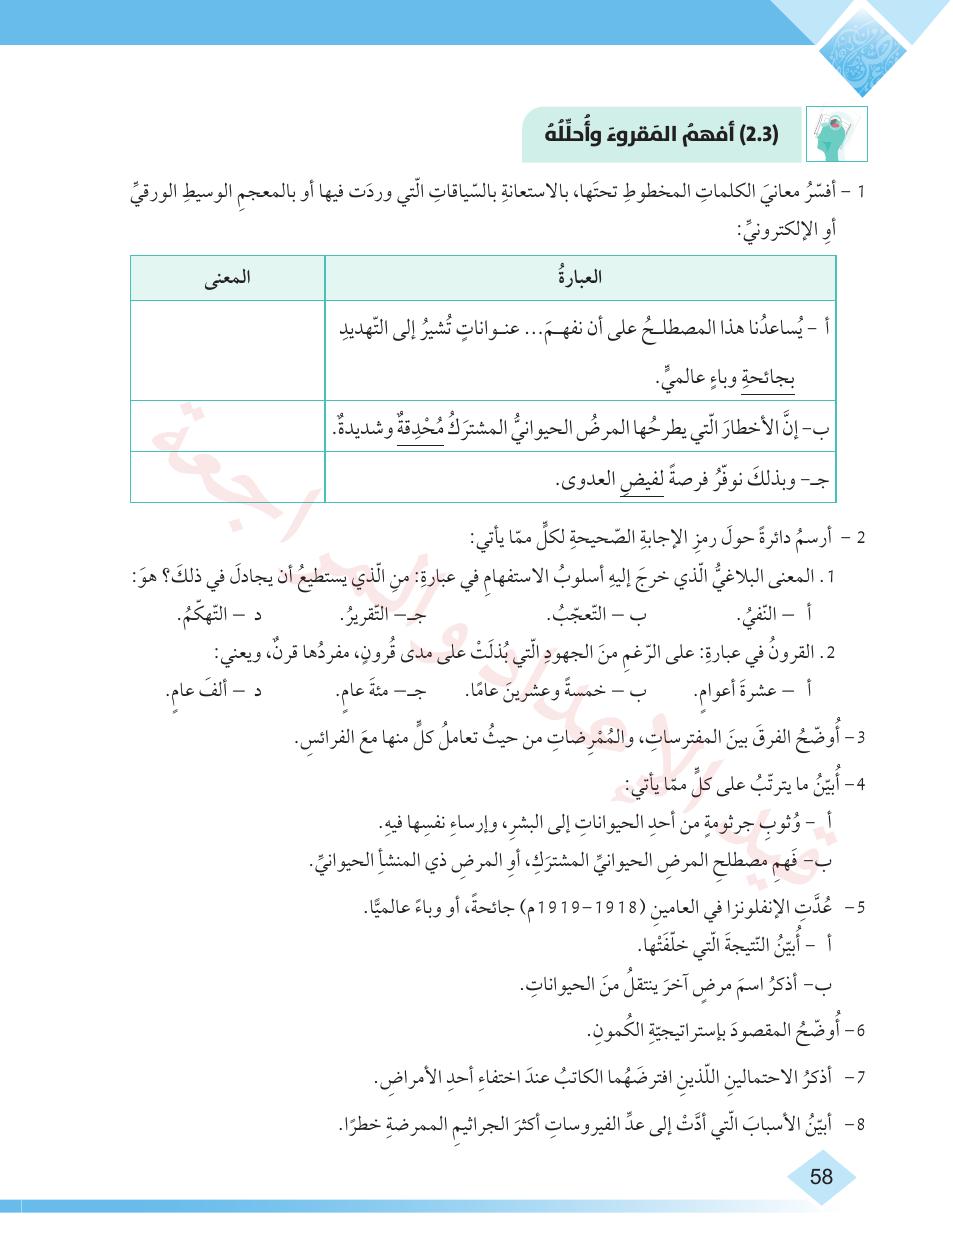 (2.3) أفهمُ المَقروءَ وأُحلِّلُهُ
1 – أفسّرُ معانيَ الكلماتِ المخطوطِ تحتَها، بالاستعانةِ بالسّياقاتِ الّتي وردَت فيها أو بالمعجمِ الوسيطِ الورقيِّ
أوِ الإلكترونيِّ:
العبارةُ
المعنى
أ – يُساعدُنا هذا المصطلحُ على أن نفهمَ... عنواناتٍ تُشيرُ إلى التّهديدِ
بجائحةِ وباءٍ عالميٍّ.
ب– إنَّ الأخطارَ الّتي يطرحُها المرضُ الحيوانيُّ المشتركُ مُحْدِقةٌ وشديدةٌ.
جـ– وبذلكَ نوفّرُ فرصةً لفيضِ العدوى.
2 – أرسمُ دائرةً حولَ رمزِ الإجابةِ الصّحيحةِ لكلٍّ ممّا يأتي:
1. المعنى البلاغيُّ الّذي خرجَ إليهِ أسلوبُ الاستفهامِ في عبارةِ: منِ الّذي يستطيعُ أن يجادلَ في ذلكَ؟ هوَ:
أ – النّفيُ. ب – التّعجّبُ. جـ– التّقريرُ. د – التّهكّمُ.
2. القرونُ في عبارةِ: على الرّغمِ منَ الجهودِ الّتي بُذلَتْ على مدى قُرونٍ، مفردُها قرنٌ، ويعني:
أ – عشرةَ أعوامٍ. ب – خمسةً وعشرينَ عامًا. جـ– مئةَ عامٍ. د – ألفَ عامٍ.
3– أُوضّحُ الفرقَ بينَ المفترساتِ، والمُمْرِضاتِ من حيثُ تعاملُ كلٍّ منها معَ الفرائسِ.
4– أُبيّنُ ما يترتّبُ على كلٍّ ممّا يأتي:
أ – وُثوبِ جرثومةٍ من أحدِ الحيواناتِ إلى البشرِ، وإرساءِ نفسِها فيهِ.
ب– فَهمِ مصطلحِ المرضِ الحيوانيِّ المشتركِ، أوِ المرضِ ذي المنشأِ الحيوانيِّ.
5– عُدَّتِ الإنفلونزا في العامينِ (1918–1919م) جائحةً، أو وباءً عالميًّا.
أ – أُبيّنُ النّتيجةَ الّتي خلّفَتْها.
ب– أذكرُ اسمَ مرضٍ آخرَ ينتقلُ منَ الحيواناتِ.
6– أُوضّحُ المقصودَ بإستراتيجيّةِ الكُمونِ.
7– أذكرُ الاحتمالينِ اللّذينِ افترضَهُما الكاتبُ عندَ اختفاءِ أحدِ الأمراضِ.
8– أبيّنُ الأسبابَ الّتي أدَّتْ إلى عدِّ الفيروساتِ أكثرَ الجراثيمِ الممرضةِ خطرًا.
58
قيد الإعداد والمراجعة